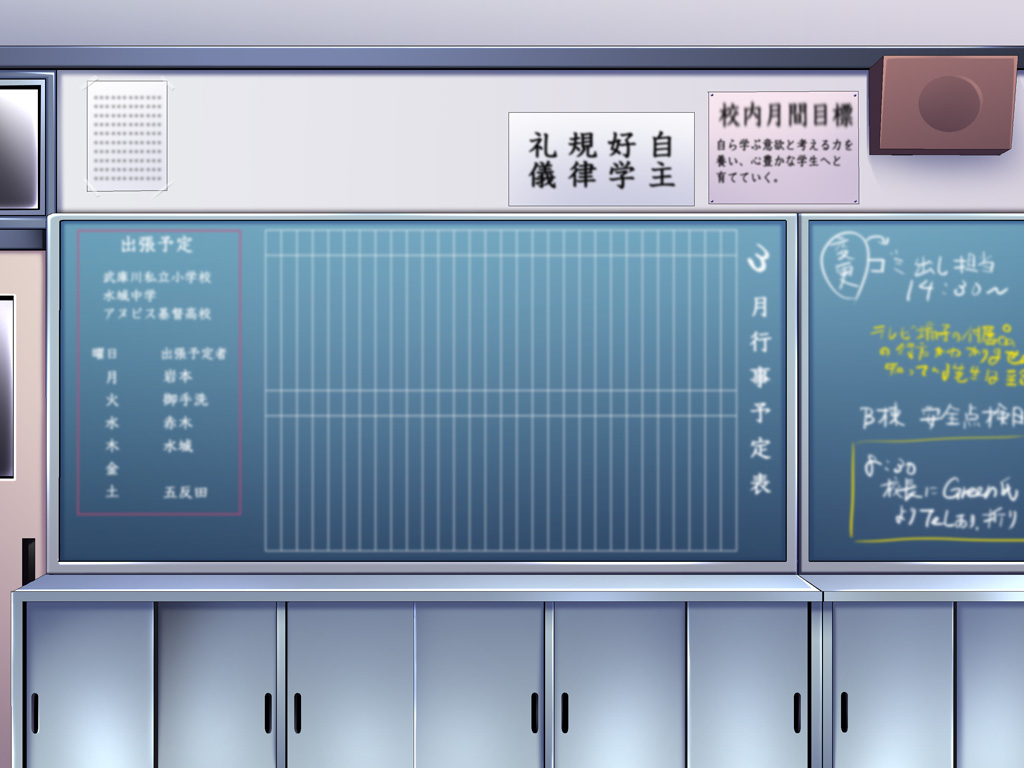 自主
好学
規律
礼儀
校内月間目標
自ら学ぶ意欲と考える力を
養い、心豊かな学生へと
育てていく。
出張予定
武庫川私立小学校
水城中学
アヌビス基督高校
曜日 出張予定者
月 岩本
火 御手洗
水 赤木
木 水城
金
土 五反田
3月行事予定表
変更
出し担当
14:30~
B棟 安全点検日
8:30
校長にGreen氏
よりTelあり、折り